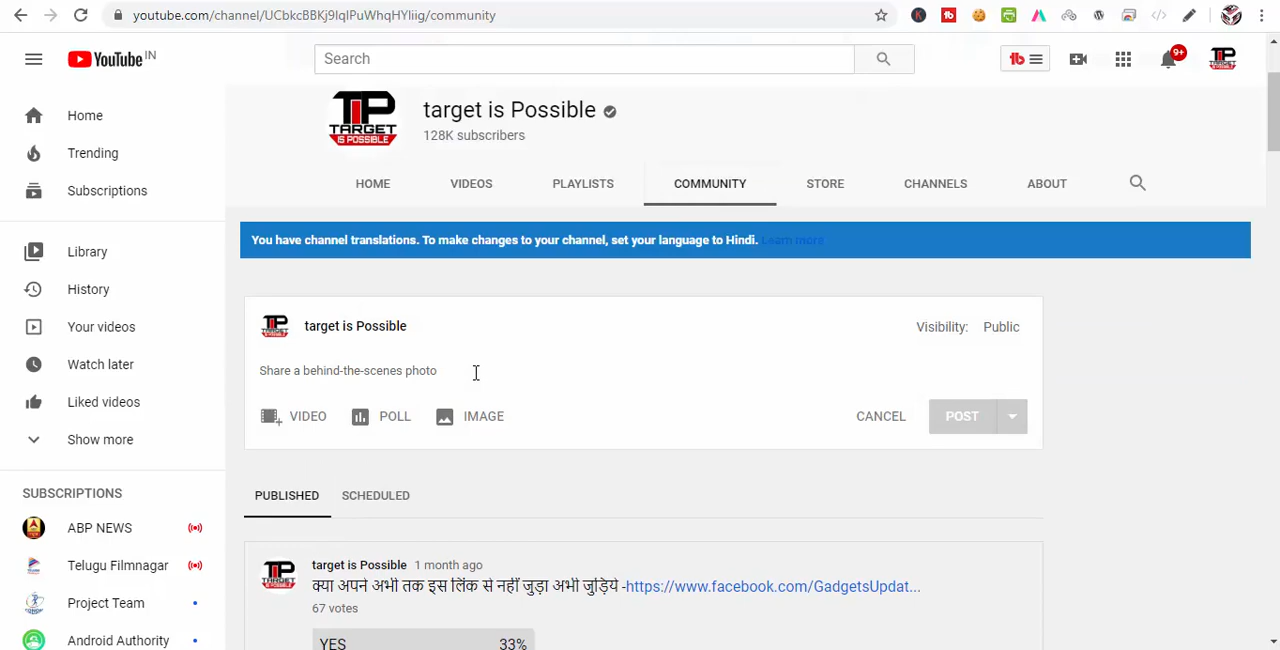 youtube.com/channel/UCbkcBBKj9IqIPuWhqHYIiig/community
YouTube IN
Search
9+
TIP
TARGET
IS POSSIBLE
target is Possible
128K subscribers
HOME VIDEOS PLAYLISTS COMMUNITY STORE CHANNELS ABOUT
You have channel translations. To make changes to your channel, set your language to Hindi. Learn more
target is Possible
Visibility: Public
Share a behind-the-scenes photo
VIDEO POLL IMAGE CANCEL POST
PUBLISHED SCHEDULED
target is Possible 1 month ago
क्या अपने अभी तक इस लिंक से नहीं जुड़ा अभी जुड़िये -https://www.facebook.com/GadgetsUpdat...
67 votes
YES 33%
Home
Trending
Subscriptions
Library
History
Your videos
Watch later
Liked videos
Show more
SUBSCRIPTIONS
ABP NEWS
Telugu Filmnagar
Project Team
Android Authority